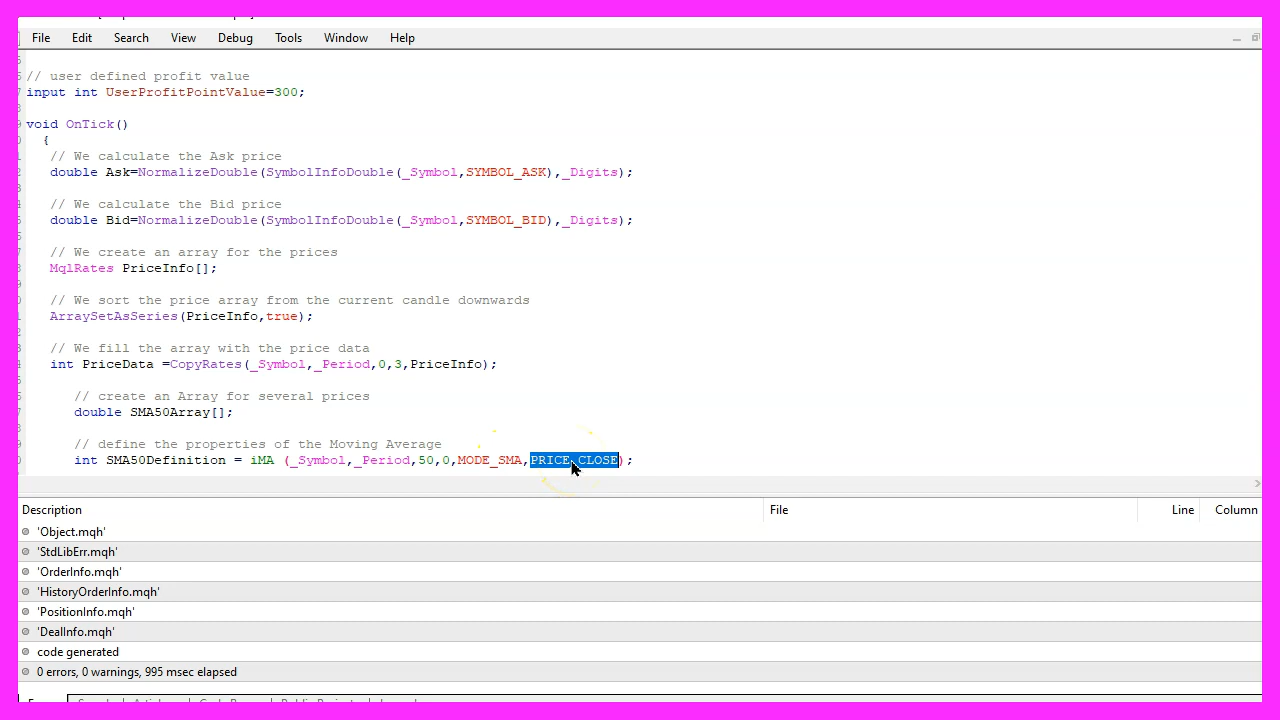 File Edit Search View Debug Tools Window Help
// user defined profit value
input int UserProfitPointValue=300;
void OnTick()
{
// We calculate the Ask price
double Ask=NormalizeDouble(SymbolInfoDouble(_Symbol,SYMBOL_ASK),_Digits);
// We calculate the Bid price
double Bid=NormalizeDouble(SymbolInfoDouble(_Symbol,SYMBOL_BID),_Digits);
// We create an array for the prices
MqlRates PriceInfo[];
// We sort the price array from the current candle downwards
ArraySetAsSeries(PriceInfo,true);
// We fill the array with the price data
int PriceData =CopyRates(_Symbol,_Period,0,3,PriceInfo);
// create an Array for several prices
double SMA50Array[];
// define the properties of the Moving Average
int SMA50Definition = iMA (_Symbol,_Period,50,0,MODE_SMA,PRICE_CLOSE);
Description File Line Column
'Object.mqh'
'StdLibErr.mqh'
'OrderInfo.mqh'
'HistoryOrderInfo.mqh'
'PositionInfo.mqh'
'DealInfo.mqh'
code generated
0 errors, 0 warnings, 995 msec elapsed